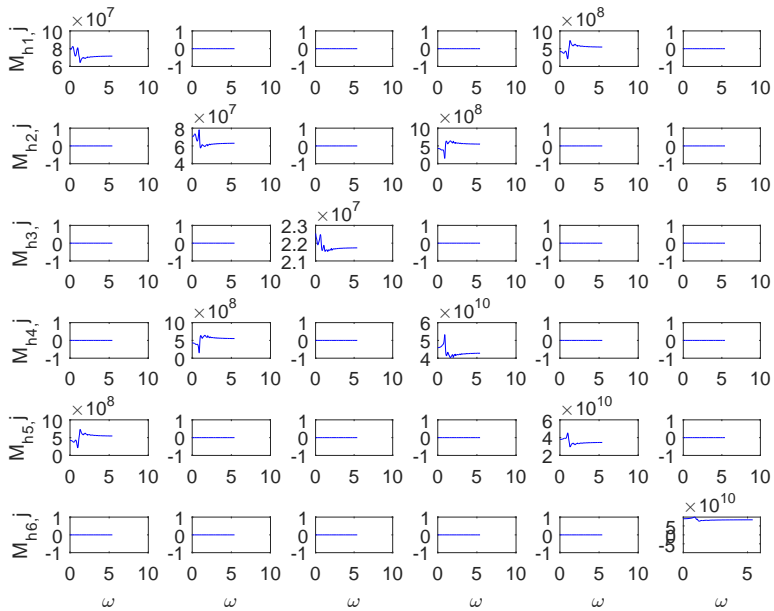 ×10^7 ×10^8
10 1 1 1 10 1
M_h1,j 8 0 0 0 5 0
6 -1 -1 -1 0 -1
0 5 10 0 5 10 0 5 10 0 5 10 0 5 10 0 5 10
×10^7 ×10^8
1 8 1 10 1 1
M_h2,j 0 6 0 5 0 0
-1 4 -1 0 -1 -1
0 5 10 0 5 10 0 5 10 0 5 10 0 5 10 0 5 10
×10^7
1 1 2.3 1 1 1
M_h3,j 0 0 2.2 0 0 0
-1 -1 2.1 -1 -1 -1
0 5 10 0 5 10 0 5 10 0 5 10 0 5 10 0 5 10
×10^8 ×10^10
1 10 1 6 1 1
M_h4,j 0 5 0 5 0 0
-1 0 -1 4 -1 -1
0 5 10 0 5 10 0 5 10 0 5 10 0 5 10 0 5 10
×10^8 ×10^10
10 1 1 1 6 1
M_h5,j 5 0 0 0 4 0
0 -1 -1 -1 2 -1
0 5 10 0 5 10 0 5 10 0 5 10 0 5 10 0 5 10
×10^10
1 1 1 1 1 5
M_h6,j 0 0 0 0 0
-1 -1 -1 -1 -1 -5
0 5 10 0 5 10 0 5 10 0 5 10 0 5 10 0 5
ω ω ω ω ω ω